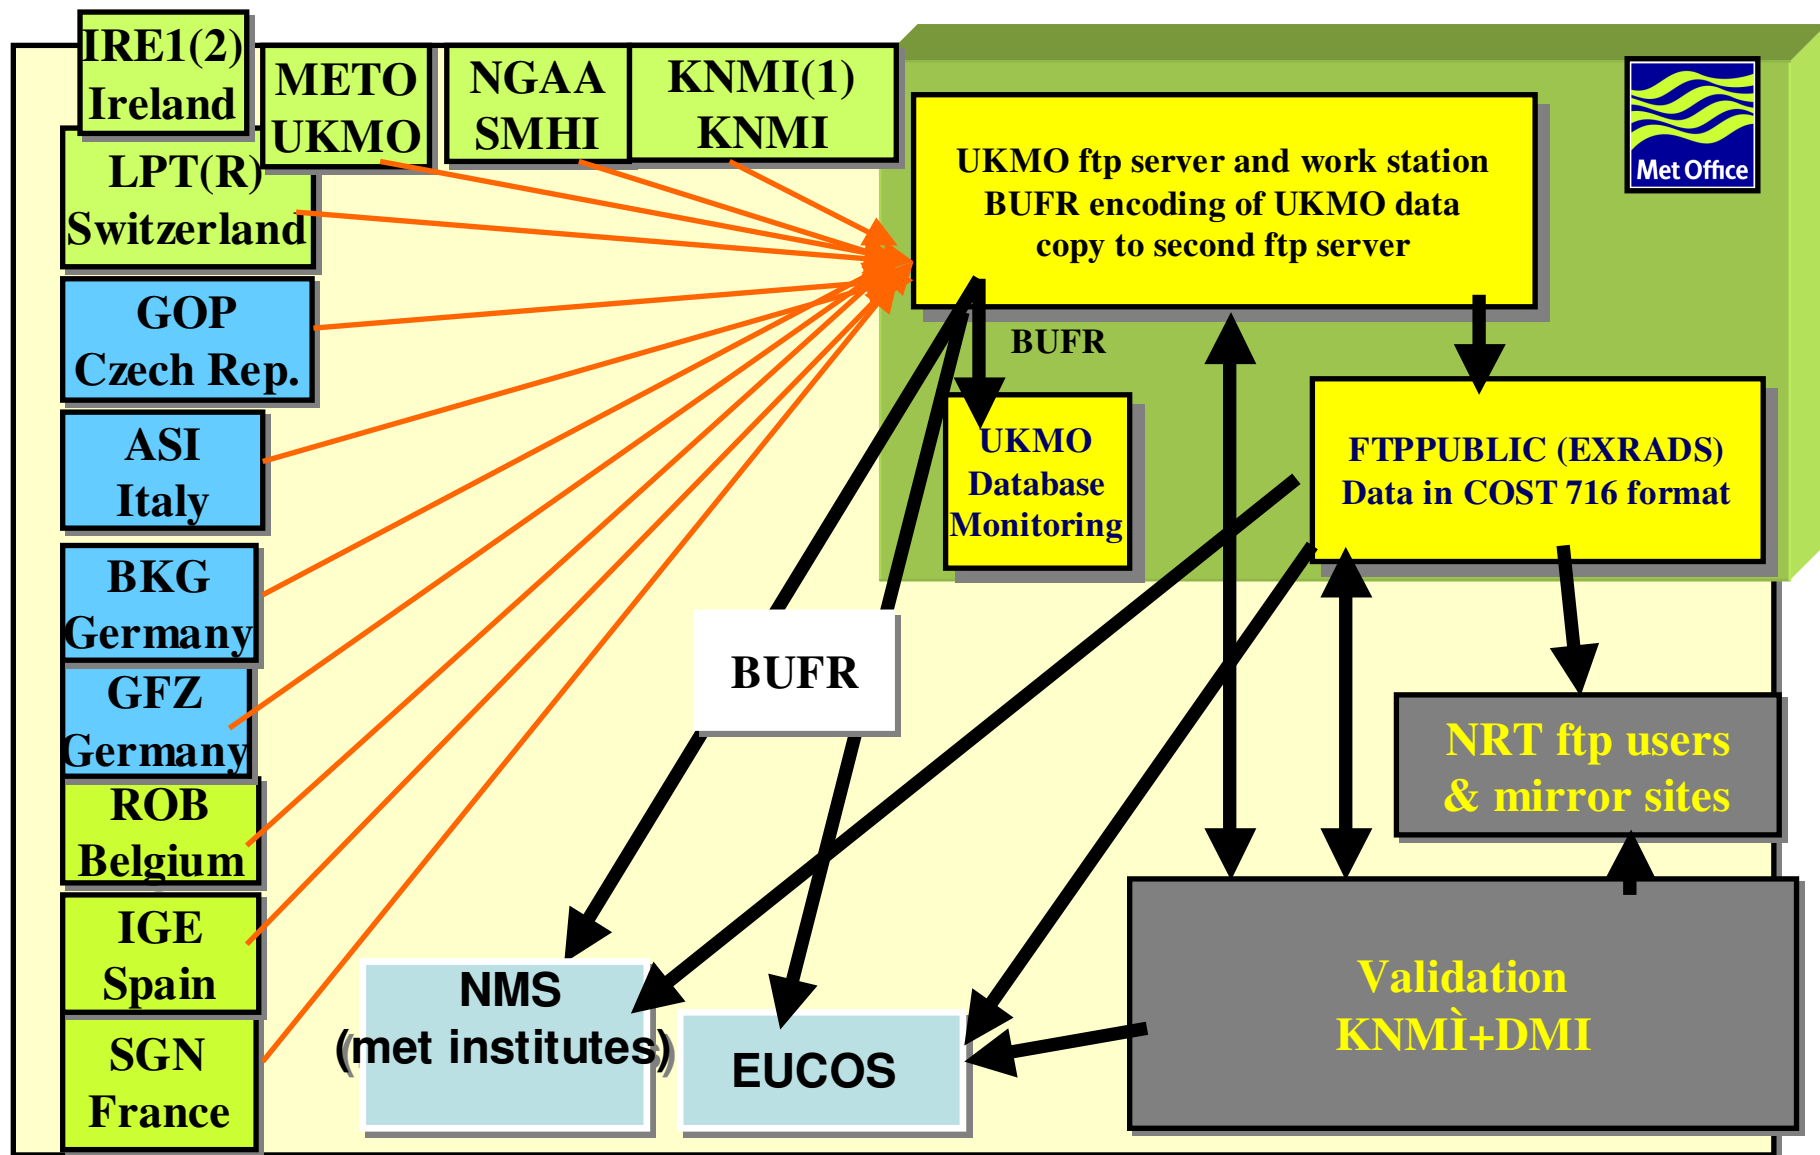 IRE1(2)
Ireland
METO
UKMO
NGAA
SMHI
KNMI(1)
KNMI
LPT(R)
Switzerland
GOP
Czech Rep.
ASI
Italy
BKG
Germany
GFZ
Germany
ROB
Belgium
IGE
Spain
SGN
France
UKMO ftp server and work station
BUFR encoding of UKMO data
copy to second ftp server
Met Office
BUFR
UKMO
Database
Monitoring
FTPPUBLIC (EXRADS)
Data in COST 716 format
BUFR
NRT ftp users
& mirror sites
NMS
(met institutes)
EUCOS
Validation
KNMÌ+DMI